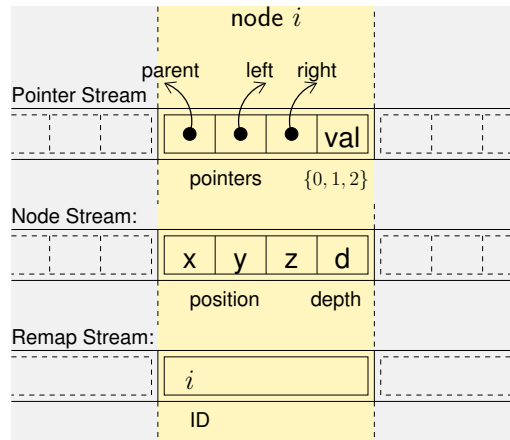 node i
parent left right
Pointer Stream
val
pointers {0, 1, 2}
Node Stream:
x y z d
position depth
Remap Stream:
i
ID